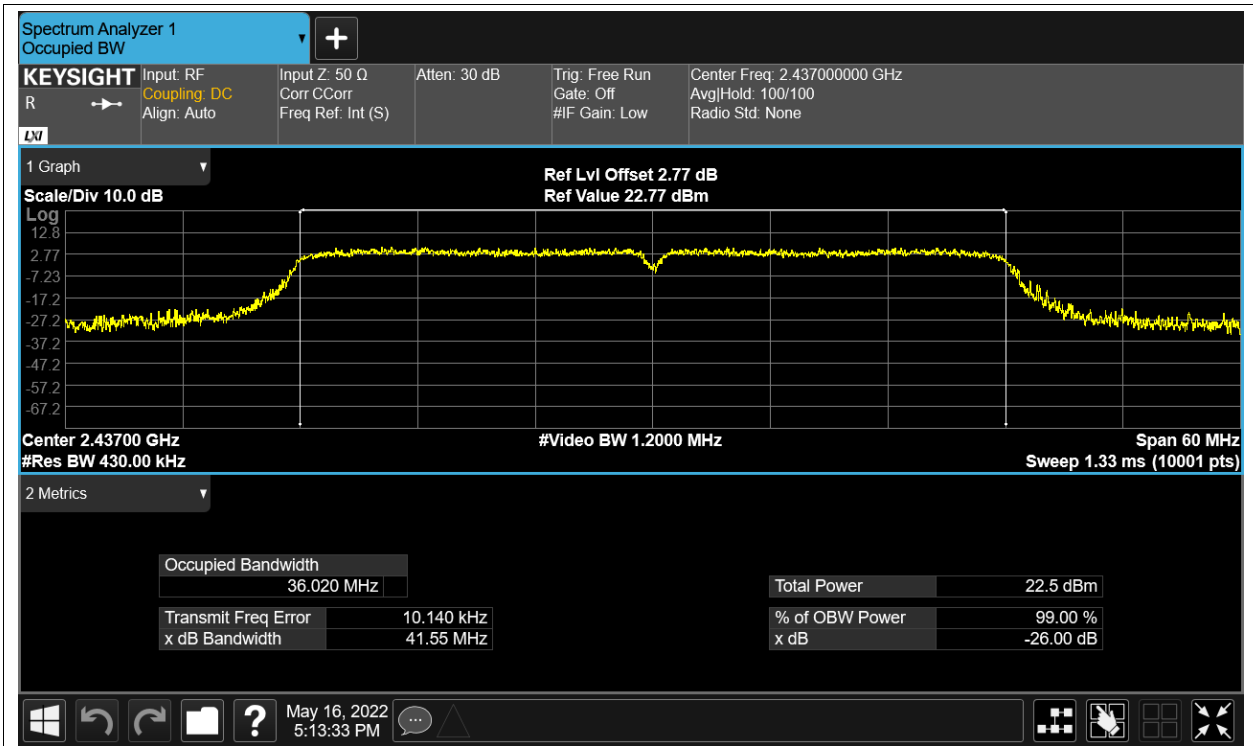 Spectrum Analyzer 1
Occupied BW
KEYSIGHT
R
LXI
Input: RF
Coupling: DC
Align: Auto
Input Z: 50 Ω
Corr CCorr
Freq Ref: Int (S)
Atten: 30 dB
Trig: Free Run
Gate: Off
#IF Gain: Low
Center Freq: 2.437000000 GHz
Avg|Hold: 100/100
Radio Std: None
1 Graph
Scale/Div 10.0 dB
Ref Lvl Offset 2.77 dB
Ref Value 22.77 dBm
Log
12.8
2.77
-7.23
-17.2
-27.2
-37.2
-47.2
-57.2
-67.2
Center 2.43700 GHz
#Video BW 1.2000 MHz
Span 60 MHz
#Res BW 430.00 kHz
Sweep 1.33 ms (10001 pts)
2 Metrics
Occupied Bandwidth
36.020 MHz
Total Power 22.5 dBm
Transmit Freq Error 10.140 kHz
% of OBW Power 99.00 %
x dB Bandwidth 41.55 MHz
x dB -26.00 dB
?
May 16, 2022
5:13:33 PM